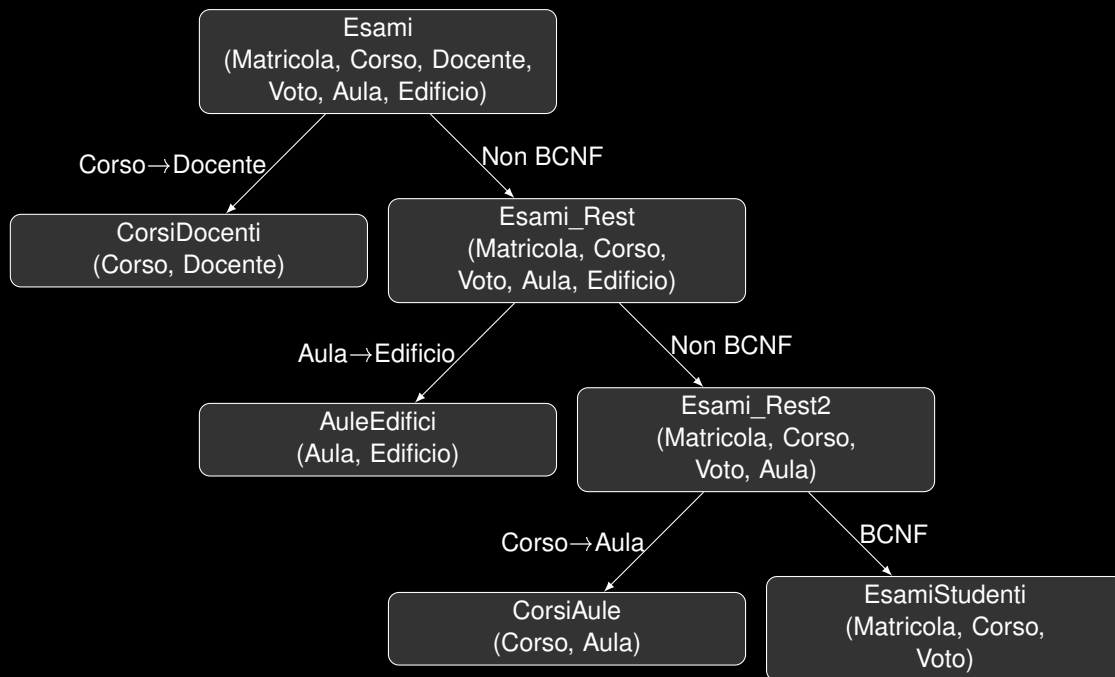 Esami
(Matricola, Corso, Docente,
Voto, Aula, Edificio)
Corso→Docente
Non BCNF
CorsiDocenti
(Corso, Docente)
Esami_Rest
(Matricola, Corso,
Voto, Aula, Edificio)
Aula→Edificio
Non BCNF
AuleEdifici
(Aula, Edificio)
Esami_Rest2
(Matricola, Corso,
Voto, Aula)
Corso→Aula
BCNF
CorsiAule
(Corso, Aula)
EsamiStudenti
(Matricola, Corso,
Voto)